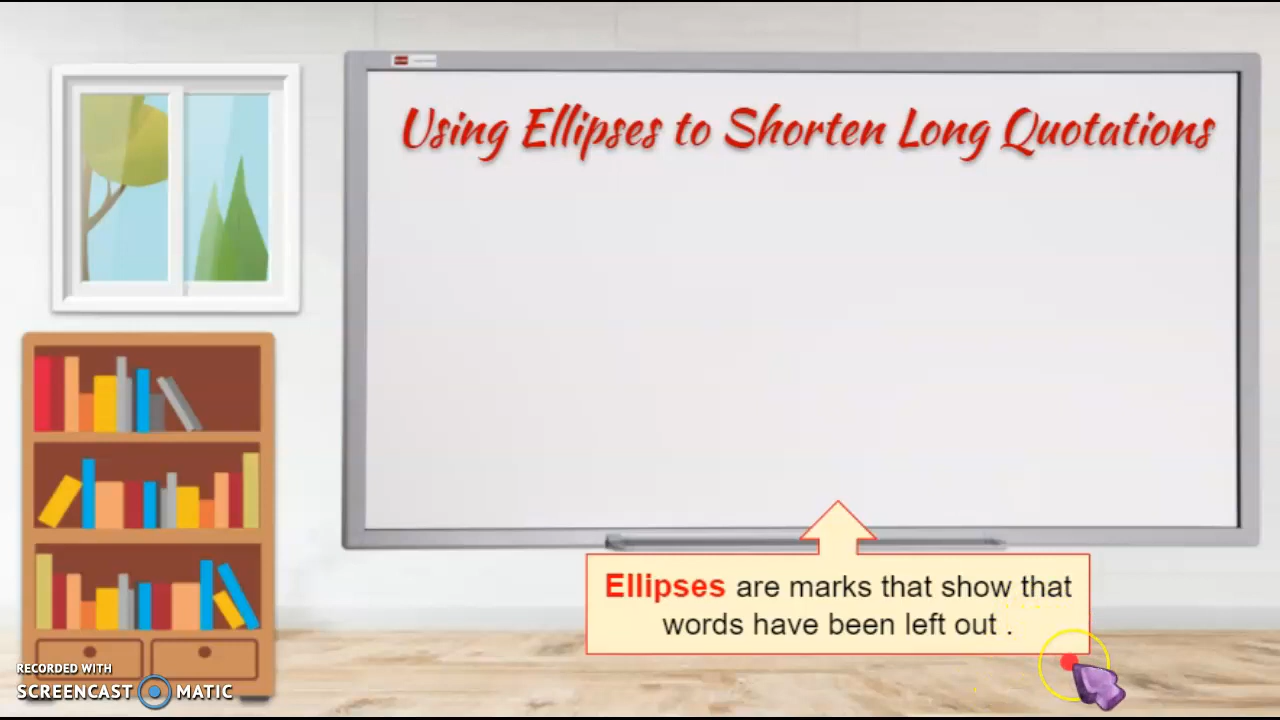 Using Ellipses to Shorten Long Quotations
Ellipses are marks that show that
words have been left out .
RECORDED WITH
SCREENCAST MATIC